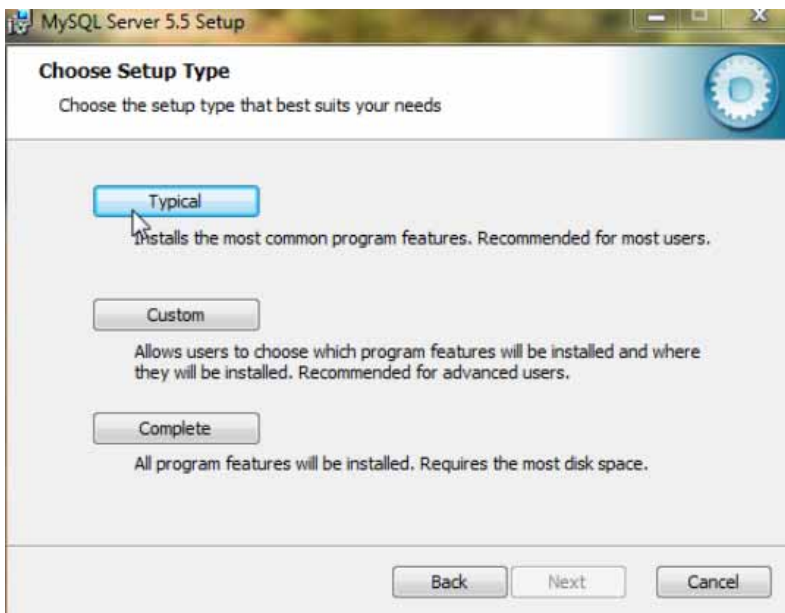 MySQL Server 5.5 Setup
Choose Setup Type
Choose the setup type that best suits your needs
Typical
Installs the most common program features. Recommended for most users.
Custom
Allows users to choose which program features will be installed and where
they will be installed. Recommended for advanced users.
Complete
All program features will be installed. Requires the most disk space.
Back
Next
Cancel